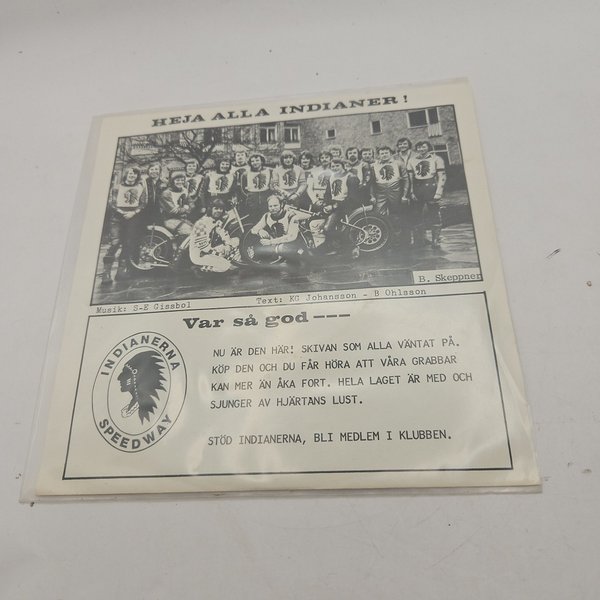 HEJA ALLA INDIANER!
B. Skeppner
Musik: S-E Gissbol Text: KG Johansson - B Ohlsson
Var så god---
INDIANERNA
SPEEDWAY
NU ÄR DEN HÄR! SKIVAN SOM ALLA VÄNTAT PÅ.
KÖP DEN OCH DU FÅR HÖRA ATT VÅRA GRABBAR
KAN MER ÄN ÅKA FORT. HELA LAGET ÄR MED OCH
SJUNGER AV HJÄRTANS LUST.
STÖD INDIANERNA, BLI MEDLEM I KLUBBEN.